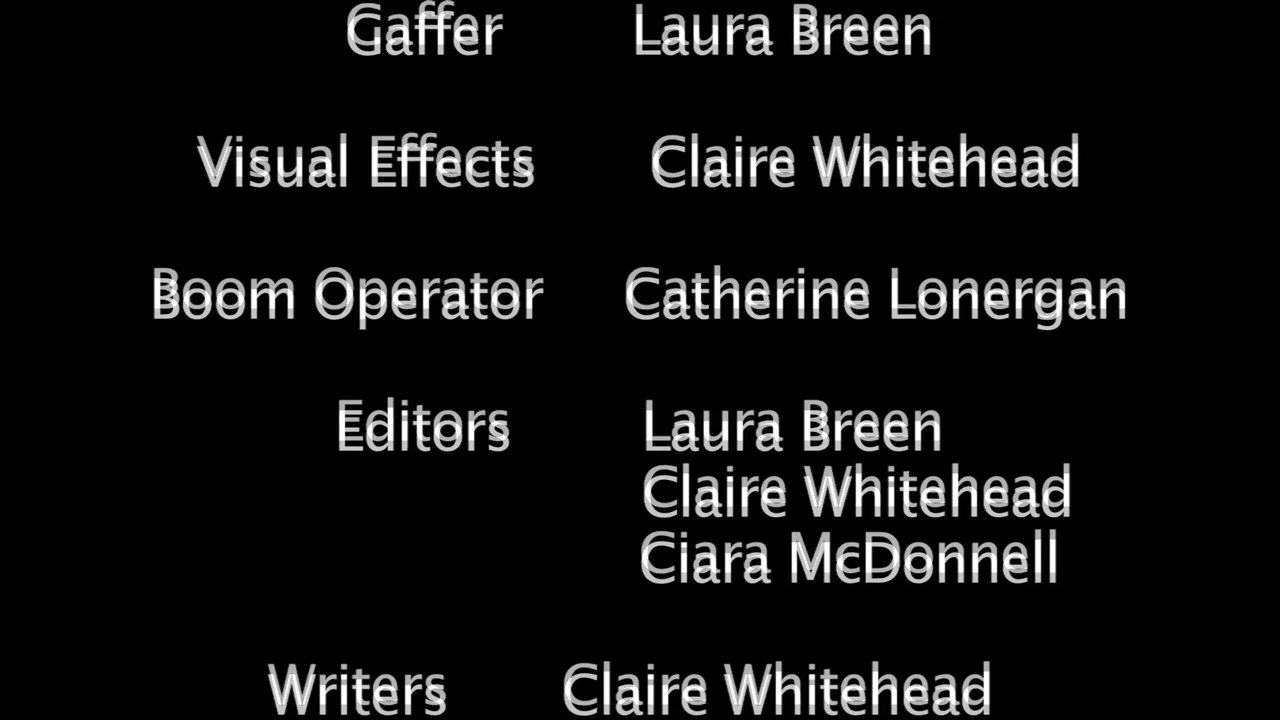 Gaffer Laura Breen
Visual Effects Claire Whitehead
Boom Operator Catherine Lonergan
Editors Laura Breen
Claire Whitehead
Ciara McDonnell
Writers Claire Whitehead